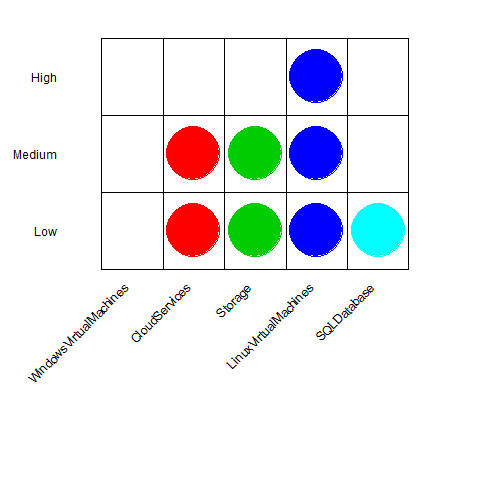 High
Medium
Low
WindowsVirtualMachines
CloudServices
Storage
LinuxVirtualMachines
SQLDatabase